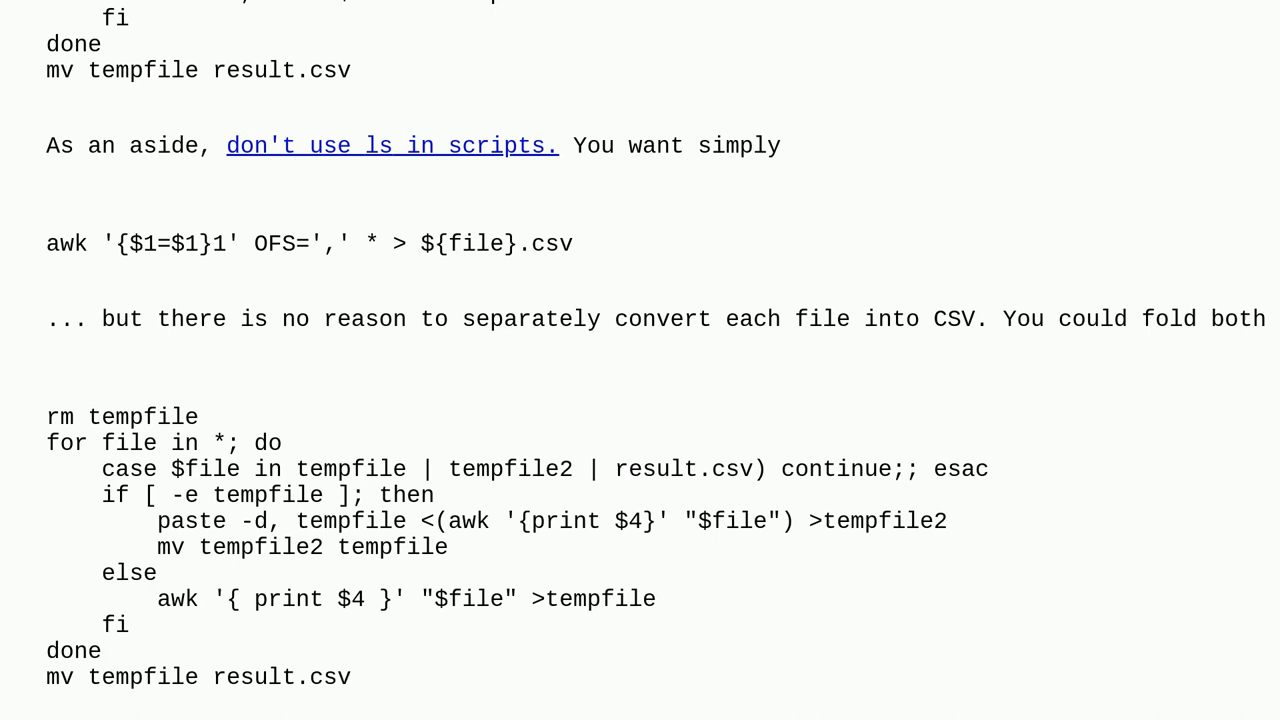 fi
done
mv tempfile result.csv
As an aside, don't use ls in scripts. You want simply
awk '{$1=$1}1' OFS=',' * > ${file}.csv
... but there is no reason to separately convert each file into CSV. You could fold both
rm tempfile
for file in *; do
    case $file in tempfile | tempfile2 | result.csv) continue;; esac
    if [ -e tempfile ]; then
        paste -d, tempfile <(awk '{print $4}' "$file") >tempfile2
        mv tempfile2 tempfile
    else
        awk '{ print $4 }' "$file" >tempfile
    fi
done
mv tempfile result.csv